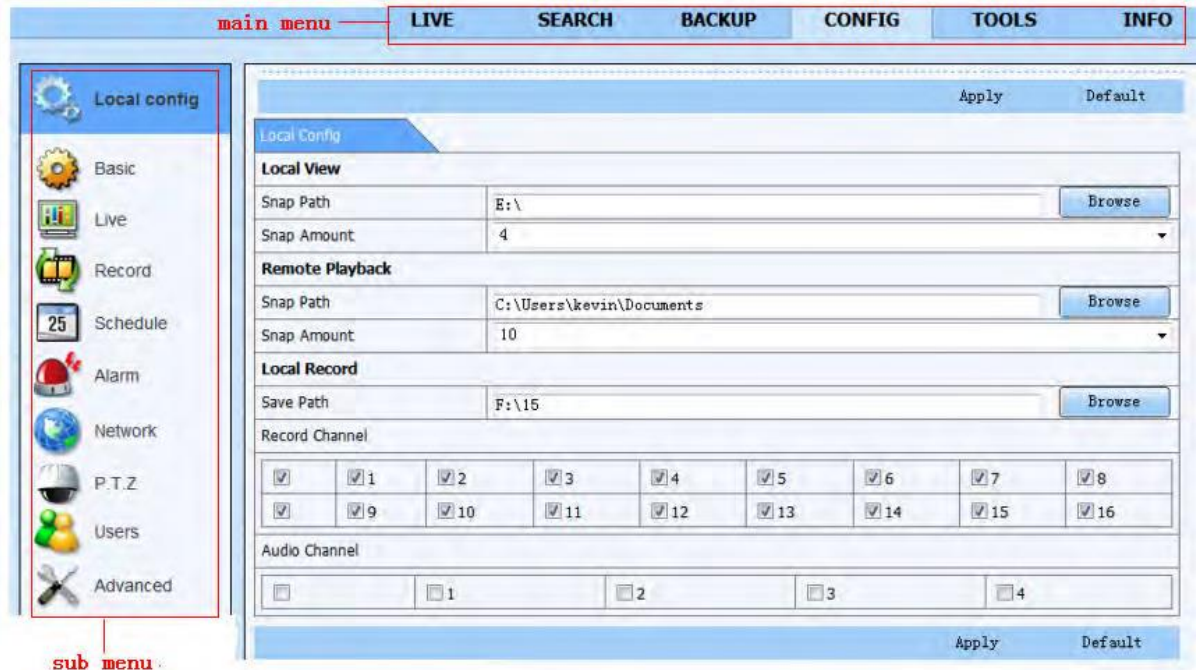 main menu LIVE SEARCH BACKUP CONFIG TOOLS INFO
Local config
Basic
Live
Record
25 Schedule
Alarm
Network
P.T.Z
Users
Advanced
sub menu
Apply Default
Local Config
Local View
Snap Path E:\ Browse
Snap Amount 4
Remote Playback
Snap Path C:\Users\kevin\Documents Browse
Snap Amount 10
Local Record
Save Path F:\15 Browse
Record Channel
1 2 3 4 5 6 7 8
9 10 11 12 13 14 15 16
Audio Channel
1 2 3 4
Apply Default